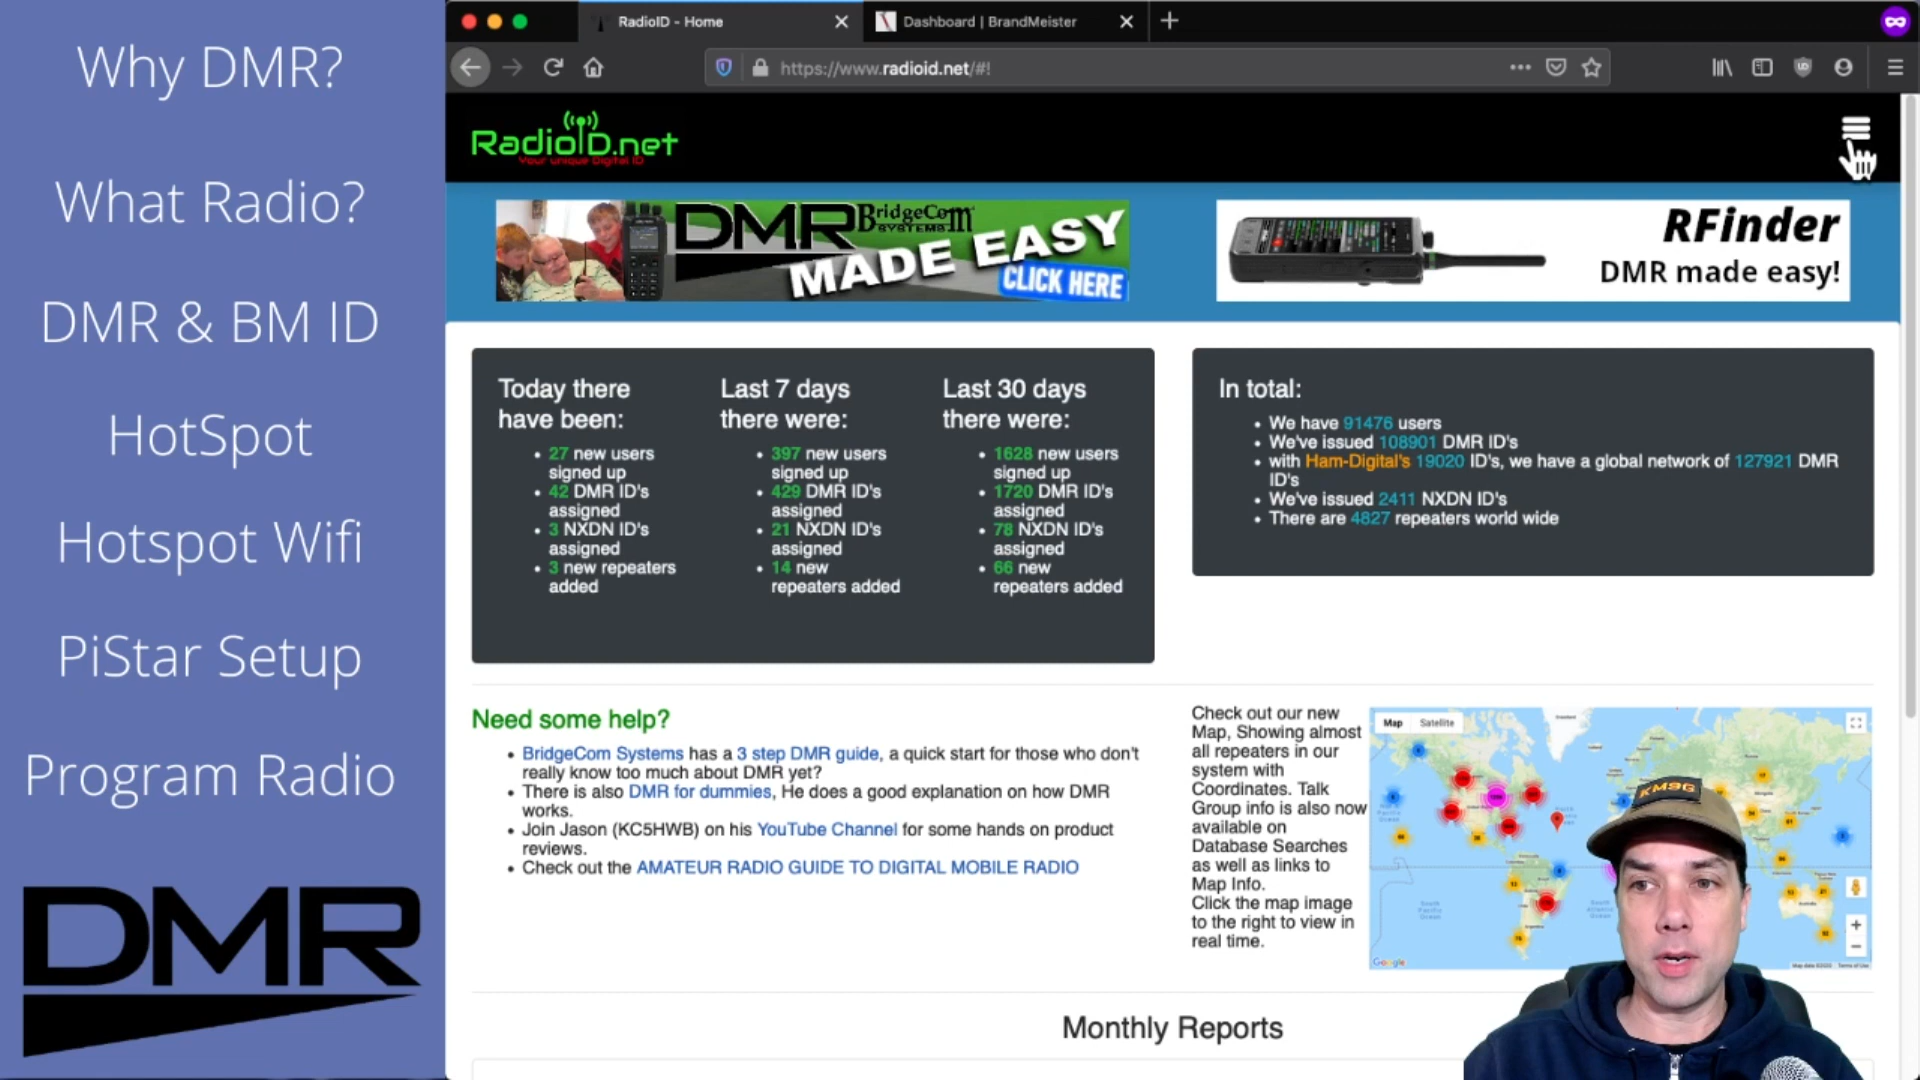 Why DMR?
What Radio?
DMR & BM ID
HotSpot
Hotspot Wifi
PiStar Setup
Program Radio
DMR
RadioID - Home
Dashboard | BrandMeister
https://www.radioid.net/#!
RadioID.net
Your unique Digital ID
DMR BridgeCom
SYSTEMS
MADE EASY
CLICK HERE
RFinder
DMR made easy!
Today there
have been:
27 new users
signed up
42 DMR ID's
assigned
3 NXDN ID's
assigned
3 new repeaters
added
Last 7 days
there were:
397 new users
signed up
429 DMR ID's
assigned
21 NXDN ID's
assigned
14 new
repeaters added
Last 30 days
there were:
1628 new users
signed up
1720 DMR ID's
assigned
78 NXDN ID's
assigned
66 new
repeaters added
In total:
We have 91476 users
We've issued 108901 DMR ID's
with Ham-Digital's 19020 ID's, we have a global network of 127921 DMR
ID's
We've issued 2411 NXDN ID's
There are 4827 repeaters world wide
Need some help?
BridgeCom Systems has a 3 step DMR guide, a quick start for those who don't
really know too much about DMR yet?
There is also DMR for dummies, He does a good explanation on how DMR
works.
Join Jason (KC5HWB) on his YouTube Channel for some hands on product
reviews.
Check out the AMATEUR RADIO GUIDE TO DIGITAL MOBILE RADIO
Check out our new
Map, Showing almost
all repeaters in our
system with
Coordinates. Talk
Group info is also now
available on
Database Searches
as well as links to
Map Info.
Click the map image
to the right to view in
real time.
Map Satellite
Google
KM9G
Monthly Reports